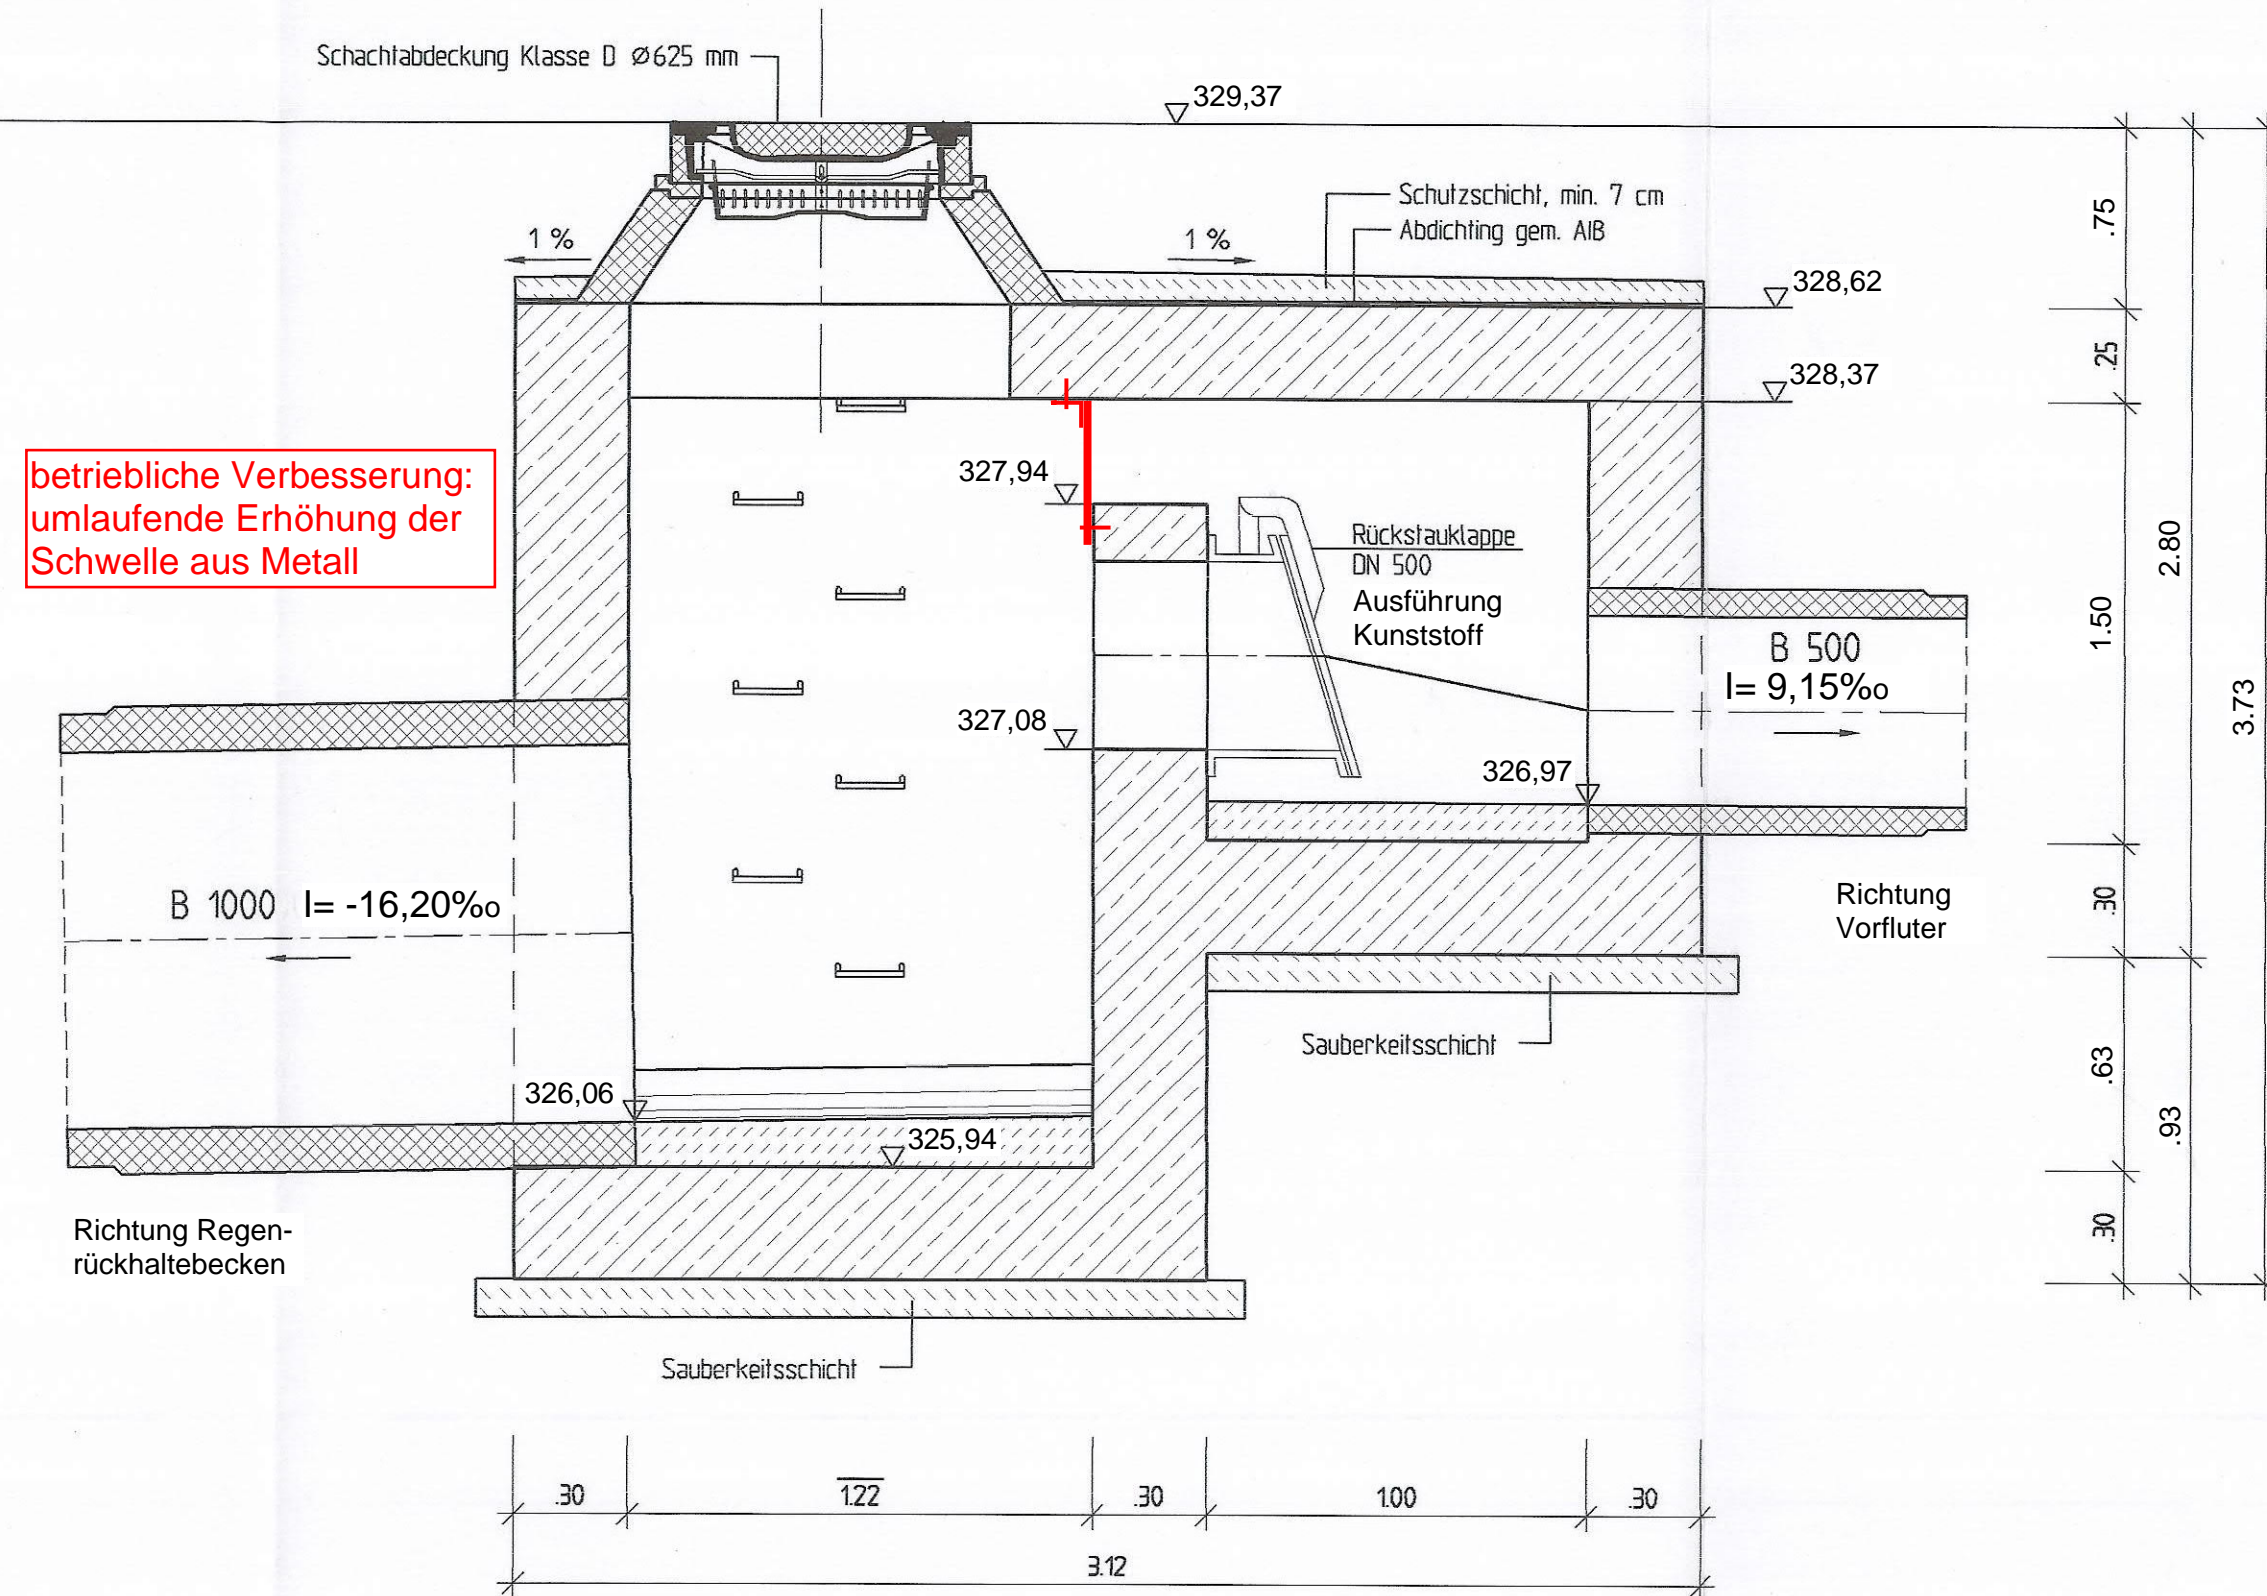 Schachtabdeckung Klasse D Ø625 mm
329,37
Schutzschicht, min. 7 cm
Abdichting gem. AIB
1 %
1 %
328,62
328,37
.75
.25
betriebliche Verbesserung:
umlaufende Erhöhung der
Schwelle aus Metall
327,94
Rückstauklappe
DN 500
Ausführung
Kunststoff
B 500
I= 9,15%o
2.80
1.50
3.73
327,08
326,97
B 1000 I= -16,20%o
Richtung
Vorfluter
.30
Sauberkeitsschicht
.63
.93
326,06
325,94
Richtung Regen-
rückhaltebecken
.30
Sauberkeitsschicht
.30
1.22
.30
1.00
.30
3.12